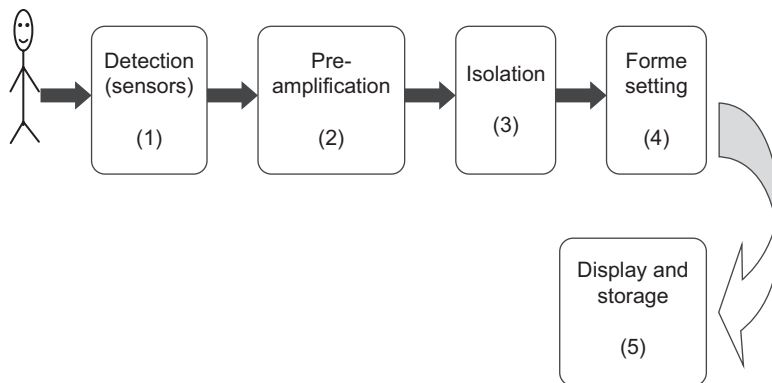 Detection
(sensors)
(1)
Pre-
amplification
(2)
Isolation
(3)
Forme
setting
(4)
Display and
storage
(5)